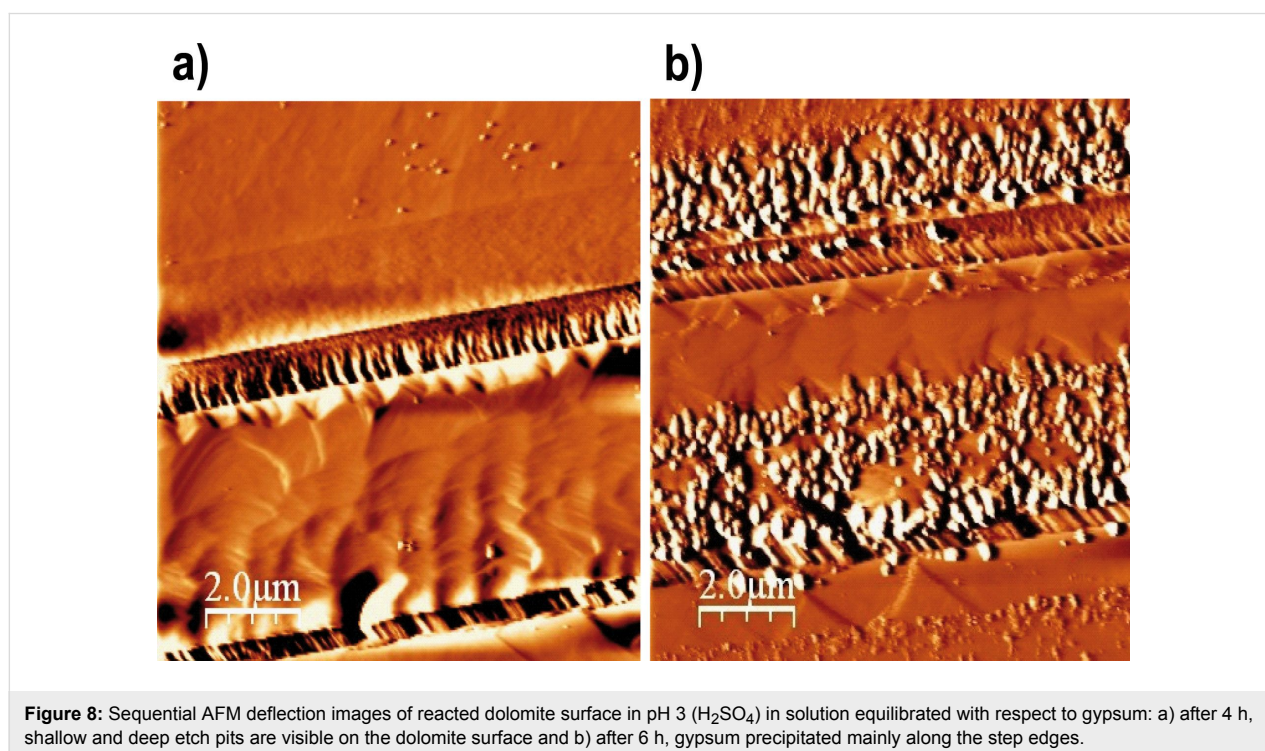 a)
b)
2.0µm
2.0µm
Figure 8: Sequential AFM deflection images of reacted dolomite surface in pH 3 (H₂SO₄) in solution equilibrated with respect to gypsum: a) after 4 h,
shallow and deep etch pits are visible on the dolomite surface and b) after 6 h, gypsum precipitated mainly along the step edges.